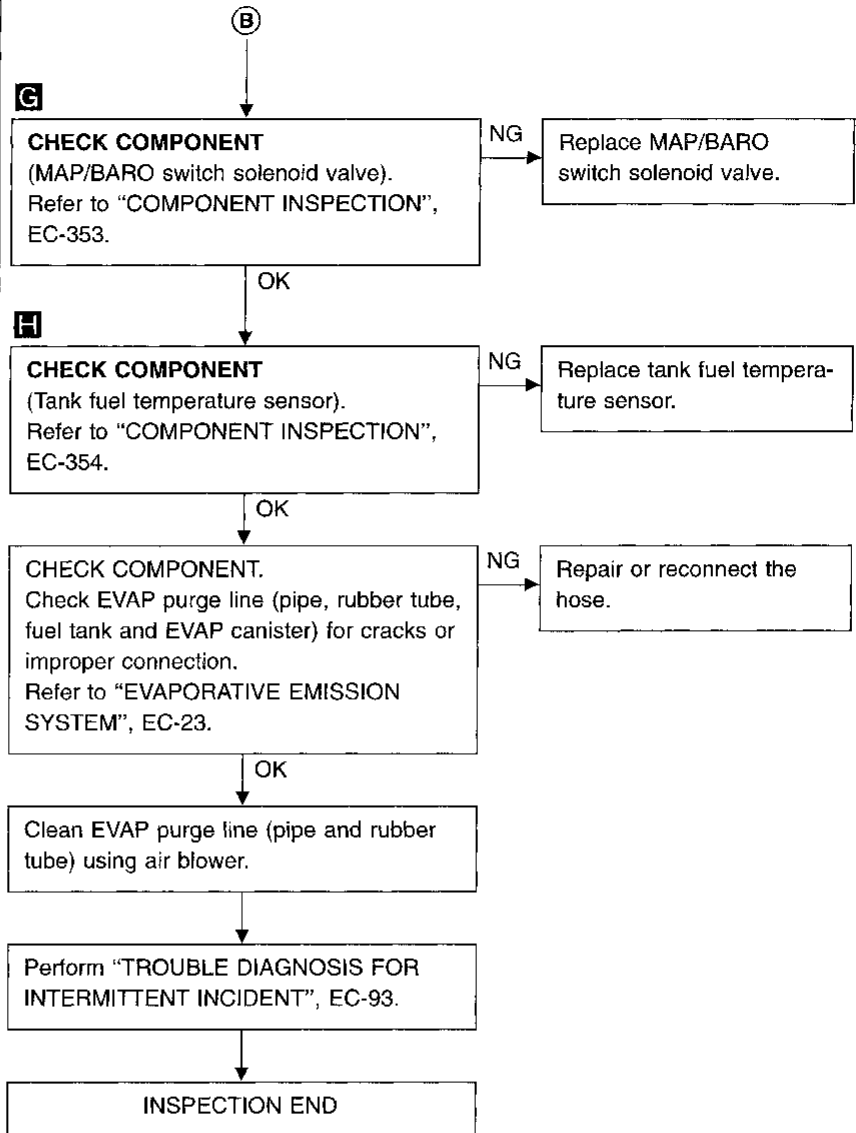 B
G
CHECK COMPONENT
(MAP/BARO switch solenoid valve).
Refer to “COMPONENT INSPECTION”,
EC-353.
NG
Replace MAP/BARO
switch solenoid valve.
OK
H
CHECK COMPONENT
(Tank fuel temperature sensor).
Refer to “COMPONENT INSPECTION”,
EC-354.
NG
Replace tank fuel tempera-
ture sensor.
OK
CHECK COMPONENT.
Check EVAP purge line (pipe, rubber tube,
fuel tank and EVAP canister) for cracks or
improper connection.
Refer to “EVAPORATIVE EMISSION
SYSTEM”, EC-23.
NG
Repair or reconnect the
hose.
OK
Clean EVAP purge line (pipe and rubber
tube) using air blower.
Perform “TROUBLE DIAGNOSIS FOR
INTERMITTENT INCIDENT”, EC-93.
INSPECTION END